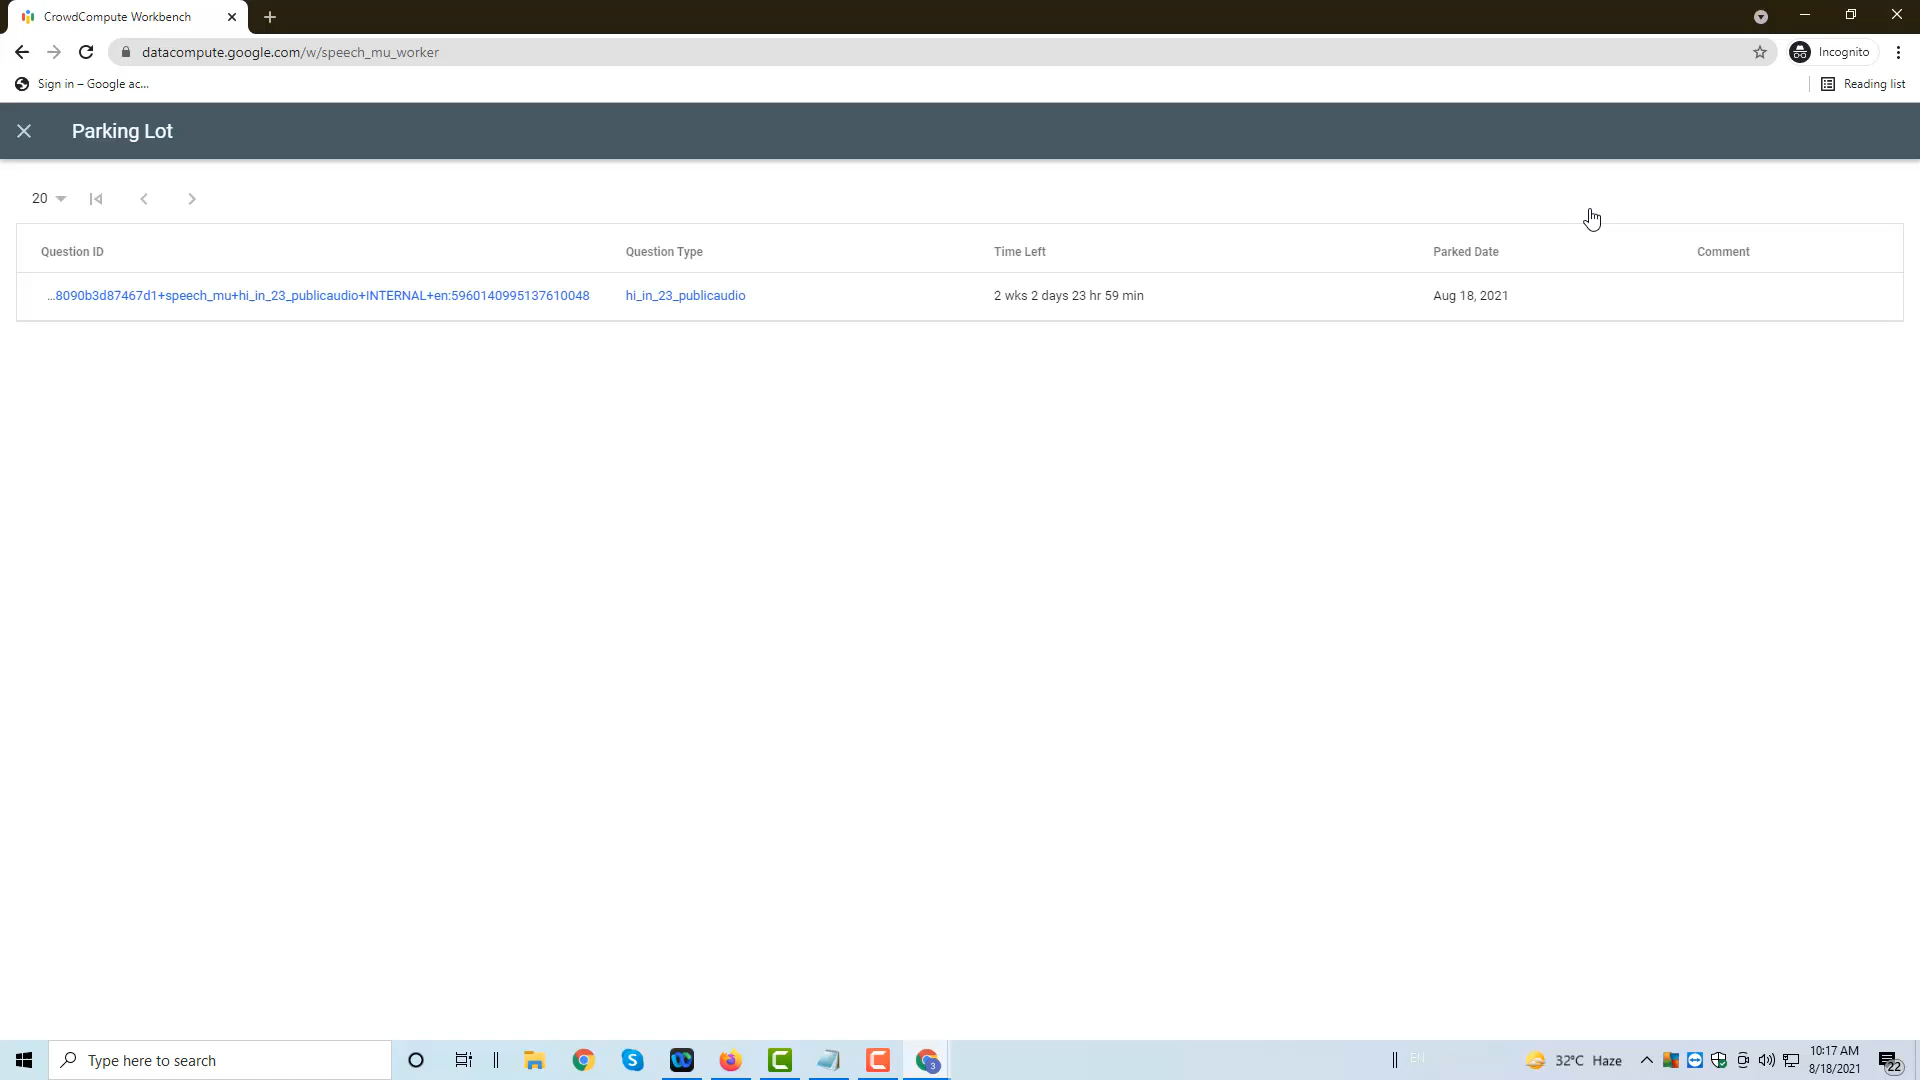 CrowdCompute Workbench
datacompute.google.com/w/speech_mu_worker
Incognito
Sign in – Google ac...
Reading list
Parking Lot
20
Question ID Question Type Time Left Parked Date Comment
...8090b3d87467d1+speech_mu+hi_in_23_publicaudio+INTERNAL+en:5960140995137610048 hi_in_23_publicaudio 2 wks 2 days 23 hr 59 min Aug 18, 2021
Type here to search
3
EN
32°C Haze
10:17 AM
8/18/2021
22